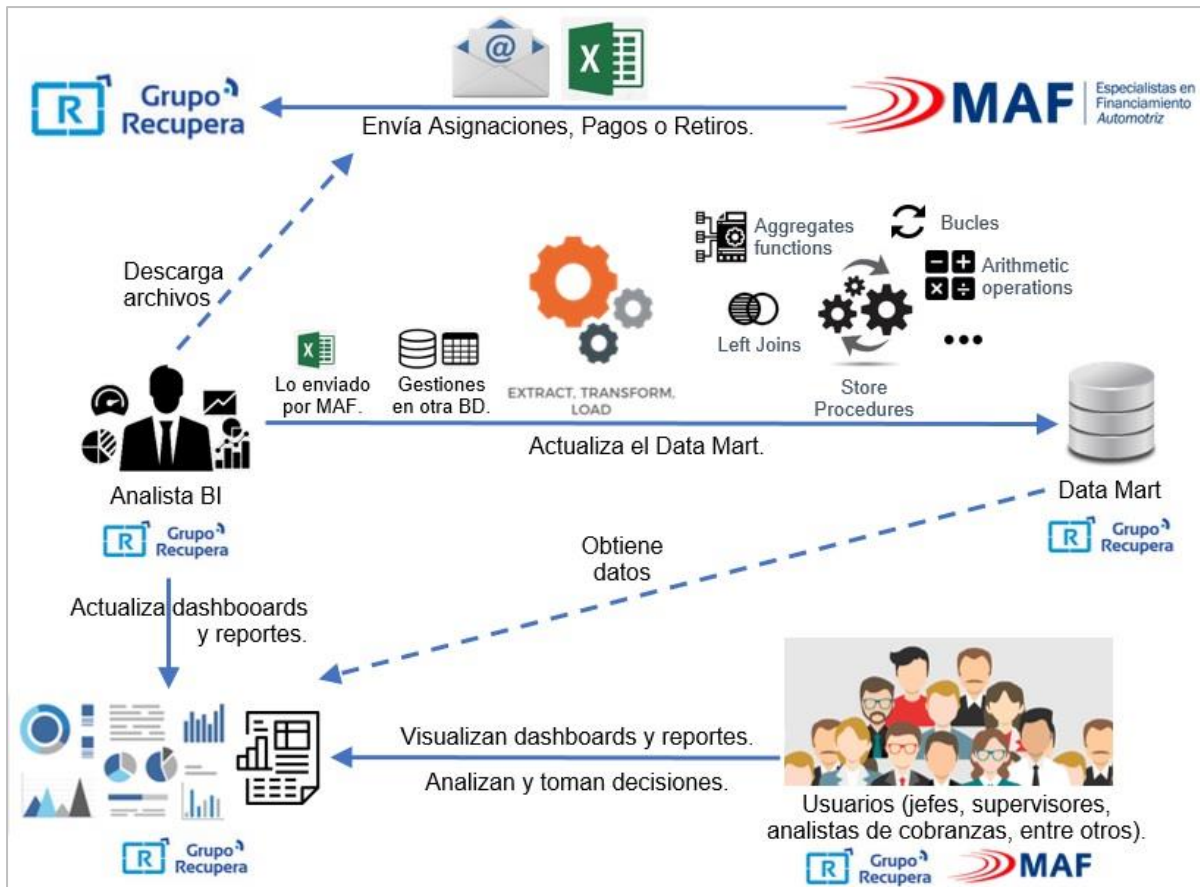 @
X
R
Grupo
Recupera
MAF
Especialistas en
Financiamiento
Automotriz
Envía Asignaciones, Pagos o Retiros.
Descarga
archivos
Aggregates
functions
Bucles
Arithmetic
operations
Left Joins
Store
Procedures
X
Lo enviado
por MAF.
Gestiones
en otra BD.
EXTRACT, TRANSFORM,
LOAD
Actualiza el Data Mart.
Analista BI
R
Grupo
Recupera
Data Mart
R
Grupo
Recupera
Obtiene
datos
Actualiza dashbooards
y reportes.
Visualizan dashboards y reportes.
Analizan y toman decisiones.
Usuarios (jefes, supervisores,
analistas de cobranzas, entre otros).
R
Grupo
Recupera
R
Grupo
Recupera
MAF